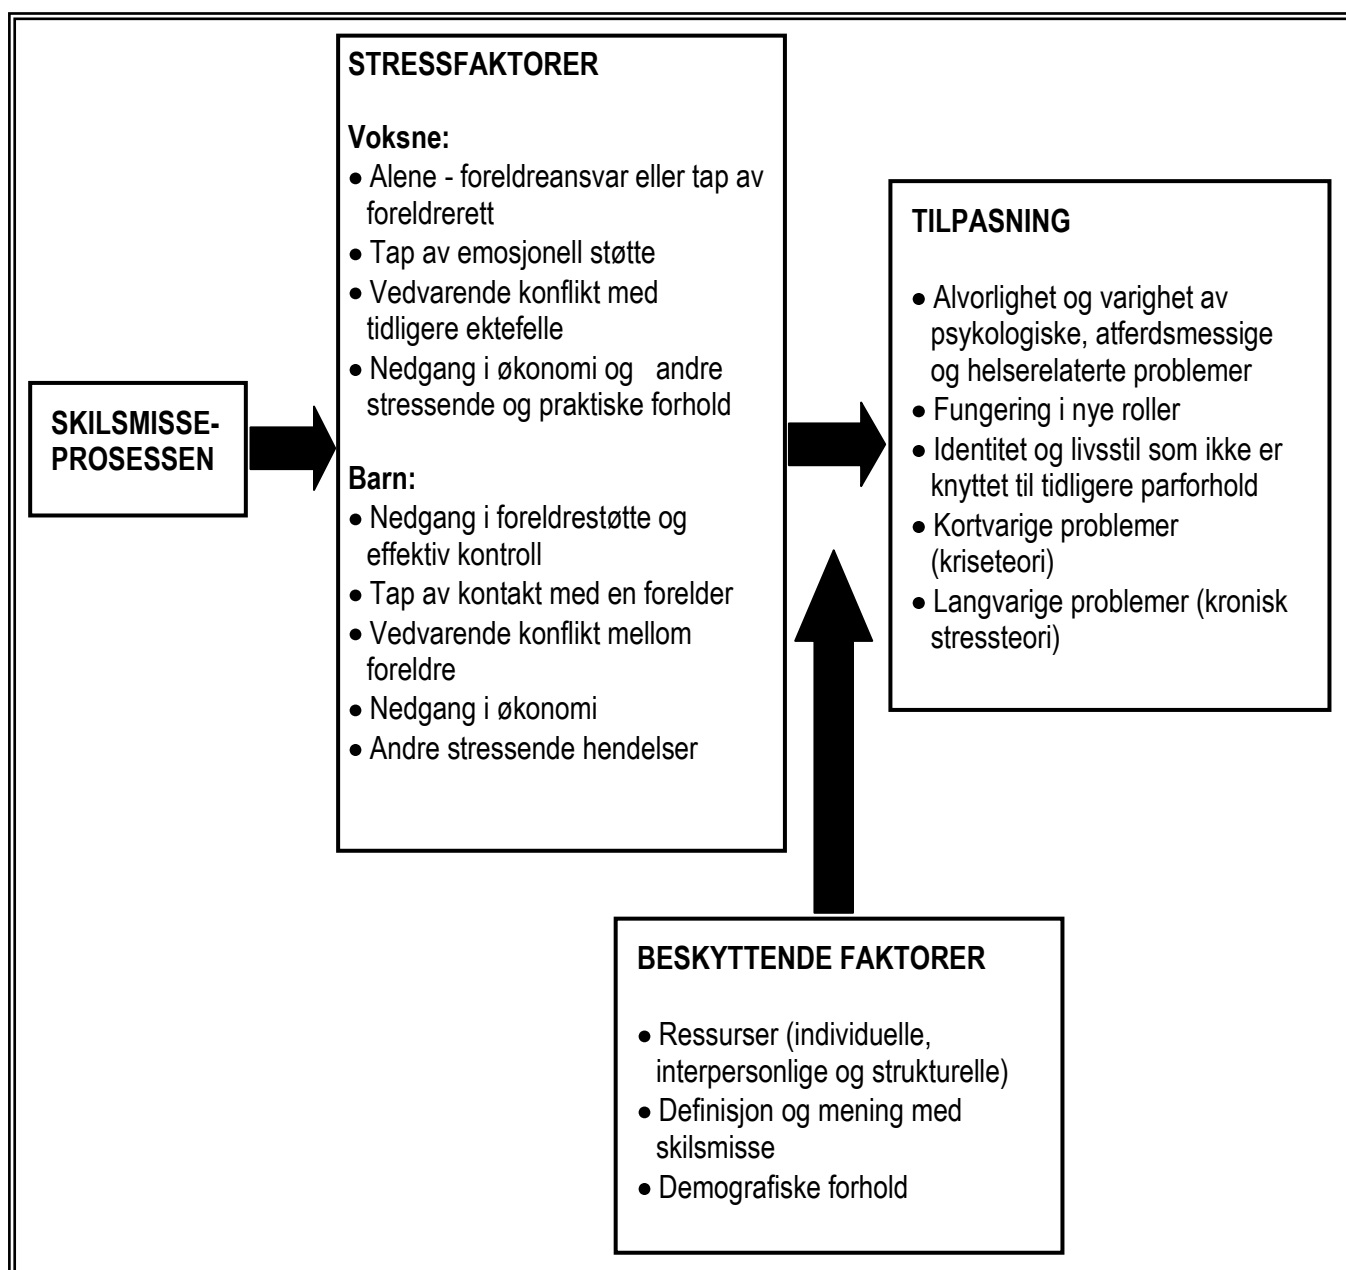 SKILSMISSE-
PROSESSEN
STRESSFAKTORER
Voksne:
• Alene - foreldreansvar eller tap av
foreldrerett
• Tap av emosjonell støtte
• Vedvarende konflikt med
tidligere ektefelle
• Nedgang i økonomi og andre
stressende og praktiske forhold
Barn:
• Nedgang i foreldrestøtte og
effektiv kontroll
• Tap av kontakt med en forelder
• Vedvarende konflikt mellom
foreldre
• Nedgang i økonomi
• Andre stressende hendelser
TILPASNING
• Alvorlighet og varighet av
psykologiske, atferdsmessige
og helserelaterte problemer
• Fungering i nye roller
• Identitet og livsstil som ikke er
knyttet til tidligere parforhold
• Kortvarige problemer
(kriseteori)
• Langvarige problemer (kronisk
stressteori)
BESKYTTENDE FAKTORER
• Ressurser (individuelle,
interpersonlige og strukturelle)
• Definisjon og mening med
skilsmisse
• Demografiske forhold